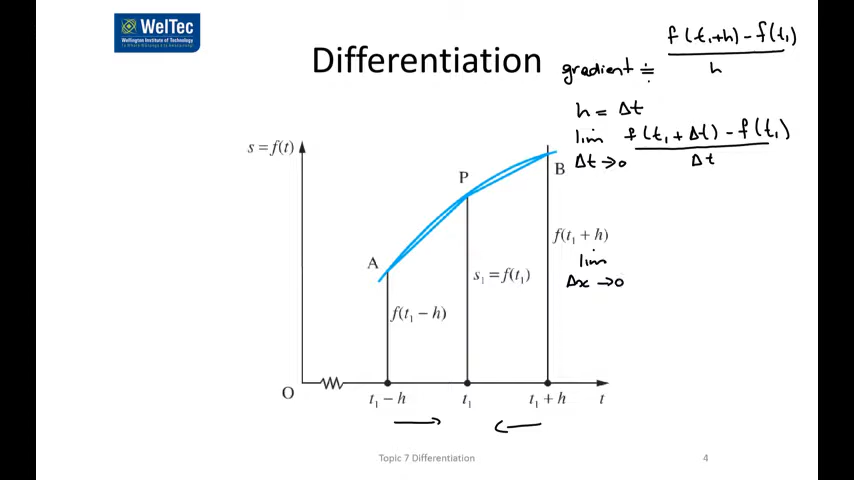 WelTec
Wellington Institute of Technology
Differentiation
f(t₁+h) – f(t₁)
gradient ≑
h
h = Δt
lim f(t₁ + Δt) – f(t₁)
Δt → 0 Δt
s = f(t)
P
B
A
f(t₁ + h)
lim
Δx → 0
s₁ = f(t₁)
f(t₁ – h)
O
t₁ – h t₁ t₁ + h t
Topic 7 Differentiation 4